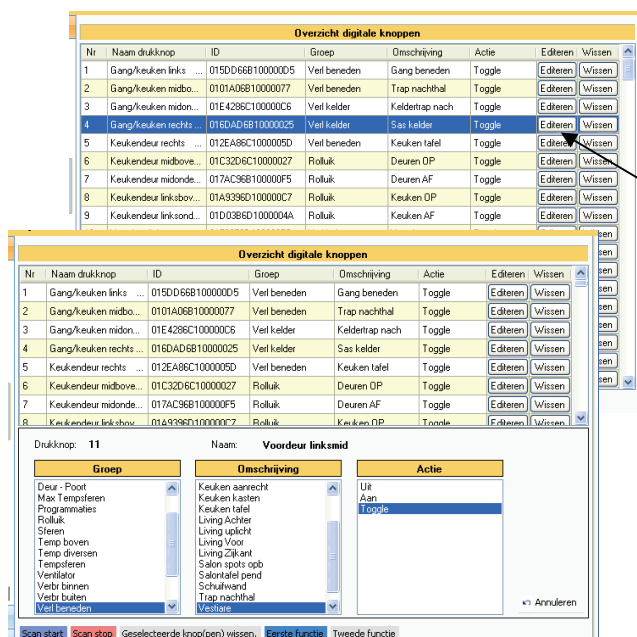 Overzicht digitale knoppen
Nr Naam drukknop ID Groep Omschrijving Actie Editeren Wissen
1 Gang/keuken links ... 015DD66B100000D5 Verl beneden Gang beneden Toggle Editeren Wissen
2 Gang/keuken midbo... 0101A06B10000077 Verl beneden Trap nachthal Toggle Editeren Wissen
3 Gang/keuken midon... 01E4286C100000C6 Verl kelder Keldertrap nach Toggle Editeren Wissen
4 Gang/keuken rechts ... 016DAD6B10000025 Verl kelder Sas kelder Toggle Editeren Wissen
5 Keukendeur rechts 012EA86C1000005D Verl beneden Keuken tafel Toggle Editeren Wissen
6 Keukendeur midbove... 01C32D6C10000027 Rolluik Deuren OP Toggle Editeren Wissen
7 Keukendeur midonde... 017AC96B100000F5 Rolluik Deuren AF Toggle Editeren Wissen
8 Keukendeur linksbov... 01A9396D100000C7 Rolluik Keuken OP Toggle Editeren Wissen
9 Keukendeur linksond... 01D03B6D1000004A Rolluik Keuken AF Toggle Editeren Wissen
Overzicht digitale knoppen
Nr Naam drukknop ID Groep Omschrijving Actie Editeren Wissen
1 Gang/keuken links ... 015DD66B100000D5 Verl beneden Gang beneden Toggle Editeren Wissen
2 Gang/keuken midbo... 0101A06B10000077 Verl beneden Trap nachthal Toggle Editeren Wissen
3 Gang/keuken midon... 01E4286C100000C6 Verl kelder Keldertrap nach Toggle Editeren Wissen
4 Gang/keuken rechts ... 016DAD6B10000025 Verl kelder Sas kelder Toggle Editeren Wissen
5 Keukendeur rechts ... 012EA86C1000005D Verl beneden Keuken tafel Toggle Editeren Wissen
6 Keukendeur midbove... 01C32D6C10000027 Rolluik Deuren OP Toggle Editeren Wissen
7 Keukendeur midonde... 017AC96B100000F5 Rolluik Deuren AF Toggle Editeren Wissen
8 Keukendeur linksbov... 01A9396D100000C7 Rolluik Keuken OP Toggle Editeren Wissen
Drukknop: 11 Naam: Voordeur linksmid
Groep
Deur - Poort
Max Tempsferen
Programmaties
Rolluik
Sferen
Temp boven
Temp diversen
Tempsferen
Ventilator
Verbr binnen
Verbr buiten
Verl beneden
Omschrijving
Keuken aanrecht
Keuken kasten
Keuken tafel
Living Achter
Living uplicht
Living Voor
Living Zijkant
Salon spots opb
Salontafel pend
Schuifwand
Trap nachthal
Vestiare
Actie
Uit
Aan
Toggle
Annuleren
Scan start Scan stop Geselecteerde knop(pen) wissen. Eerste functie Tweede functie